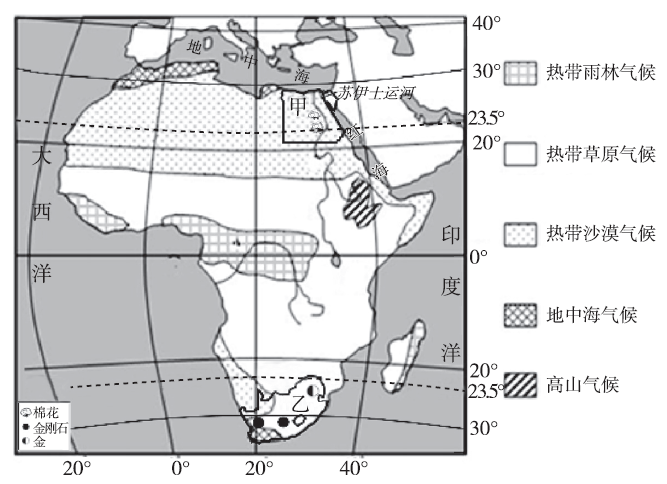 40°
30°
23.5°
20°
0°
20°
23.5°
30°
地中海
苏伊士运河
甲
红海
大西洋
印度洋
乙
棉花
金刚石
金
20°
0°
20°
40°
热带雨林气候
热带草原气候
热带沙漠气候
地中海气候
高山气候